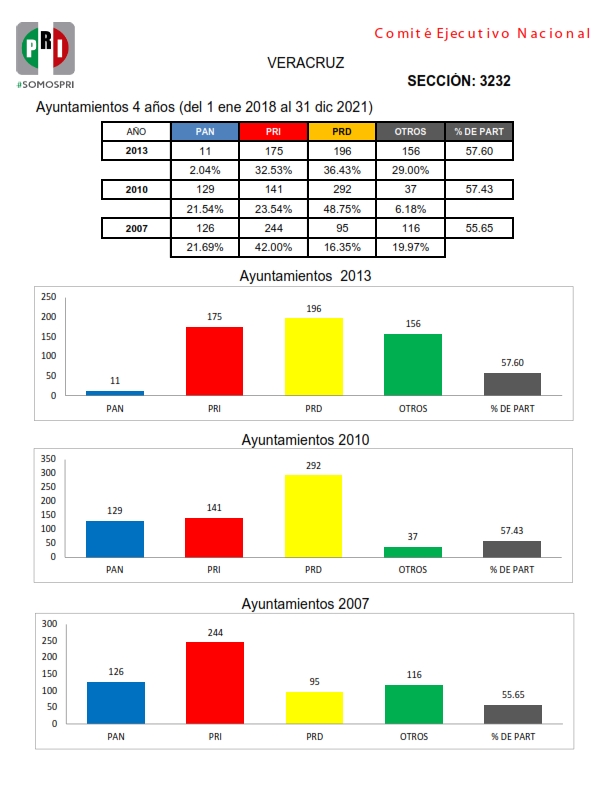 Comité Ejecutivo Nacional
PRI
#SOMOSPRI
VERACRUZ
SECCIÓN: 3232
Ayuntamientos 4 años (del 1 ene 2018 al 31 dic 2021)
AÑO PAN PRI PRD OTROS % DE PART
2013 11 175 196 156 57.60
2.04% 32.53% 36.43% 29.00%
2010 129 141 292 37 57.43
21.54% 23.54% 48.75% 6.18%
2007 126 244 95 116 55.65
21.69% 42.00% 16.35% 19.97%
Ayuntamientos 2013
250
200
150
100
50
0
11 175 196 156 57.60
PAN PRI PRD OTROS % DE PART
Ayuntamientos 2010
350
300
250
200
150
100
50
0
129 141 292 37 57.43
PAN PRI PRD OTROS % DE PART
Ayuntamientos 2007
300
250
200
150
100
50
0
126 244 95 116 55.65
PAN PRI PRD OTROS % DE PART